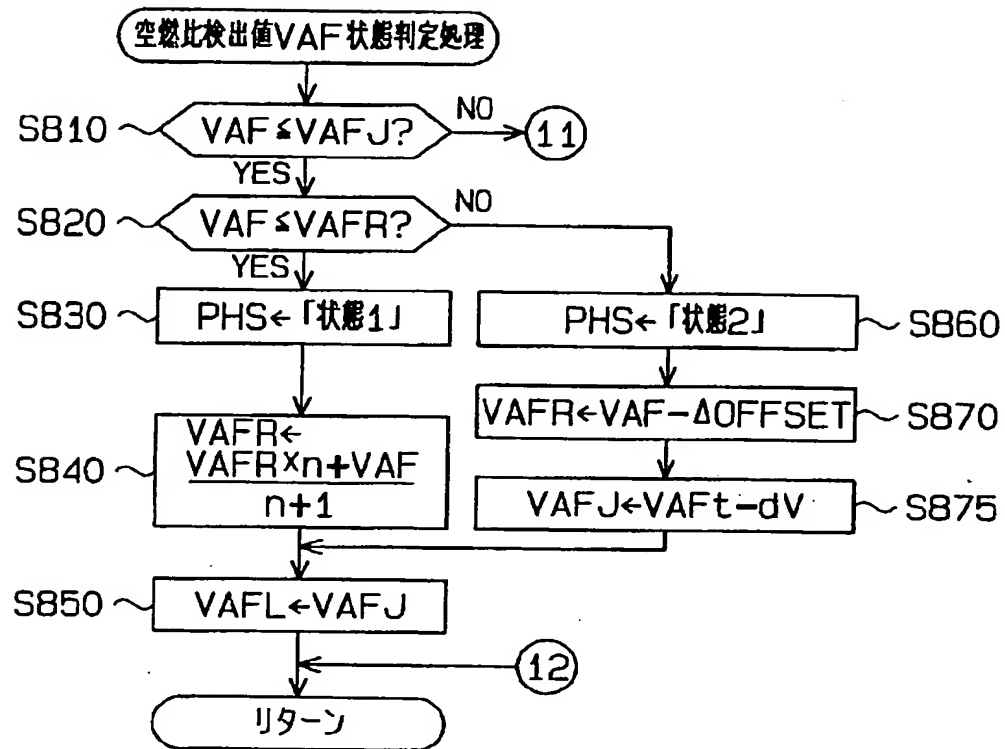 空燃比検出値VAF状態判定処理
S810
VAF≦VAFJ?
NO
11
YES
S820
VAF≦VAFR?
NO
YES
S830
PHS←「状態1」
PHS←「状態2」
S860
VAFR←VAF-ΔOFFSET
S870
S840
VAFR←
VAFR×n+VAF
n+1
VAFJ←VAFt-dV
S875
S850
VAFL←VAFJ
12
リターン